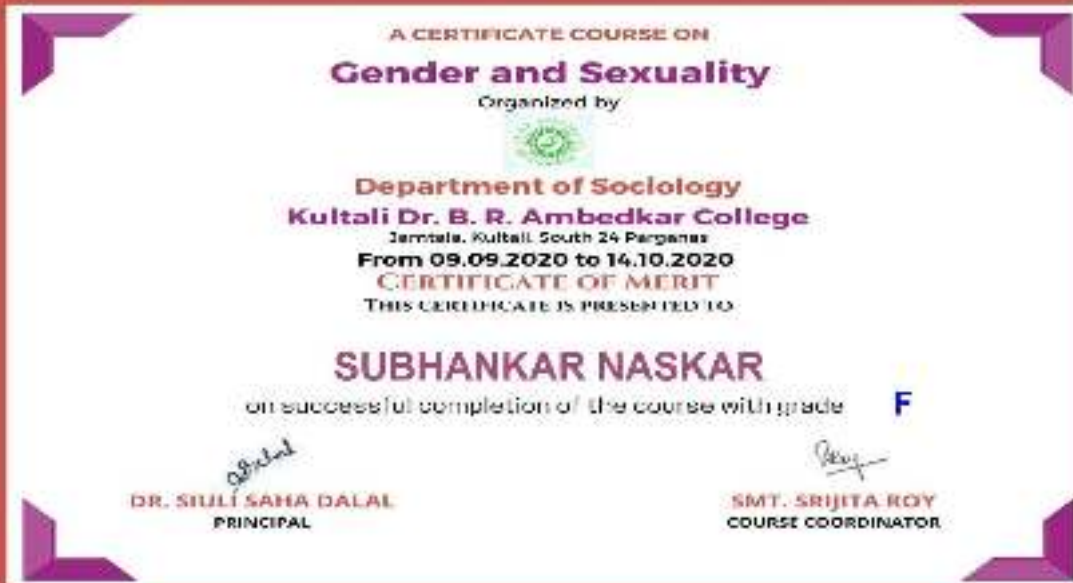 A CERTIFICATE COURSE ON
Gender and Sexuality
Organized by
Department of Sociology
Kultali Dr. B. R. Ambedkar College
Jamtala, Kultali, South 24 Parganas
From 09.09.2020 to 14.10.2020
CERTIFICATE OF MERIT
THIS CERTIFICATE IS PRESENTED TO
SUBHANKAR NASKAR
on successful completion of the course with grade F
DR. SIULI SAHA DALAL
PRINCIPAL
SMT. SRIJITA ROY
COURSE COORDINATOR